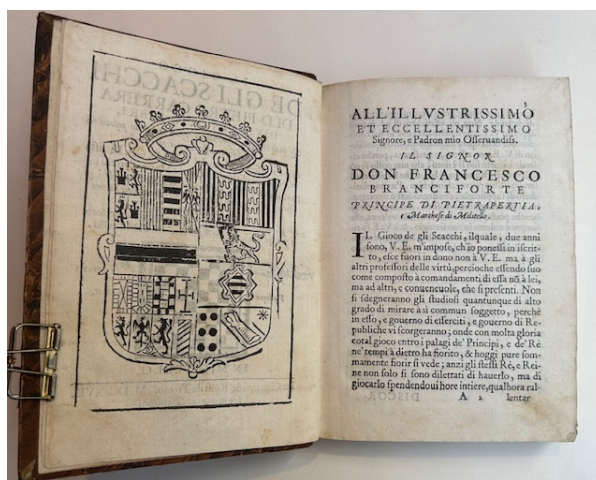 ALL'ILLVSTRISSIMO
ET ECCELLENTISSIMO
Signore, e Padron mio Osseruandiss.
IL SIGNOR
DON FRANCESCO
BRANCIFORTE
PRINCIPE DI PIETRAPERTIA,
e Marchese di Militello.
IL Gioco de gli Scacchi, ilquale, due anni
sono, V. E. m'impose, ch'io ponessi in iscrit-
to, esce fuori in dono non à V. E. ma à gli
altri professori delle virtù, percioche essendo suo
come composto à comandamenti di essa nō à lei,
ma ad altri, e conueneuole, che si presenti. Non
si sdegneranno gli studiosi quantunque di alto
grado di mirare a sì commun soggetto, perchè
in esso, e gouerno di esserciti, e gouerno di Re-
publiche vi scorgeranno; onde con molta gloria
cotal gioco entro i palagi de' Principi, e de' Rè
ne' tempi à dietro ha fiorito, & hoggi pure som-
mamente fiorir si vede; anzi gli stessi Rè, e Rei-
ne non solo si sono dilettati di hauerlo, ma di
giocarlo spendendoui hore intiere, qualhora ral-
A 2 lentar
DE GLI SCACCHI